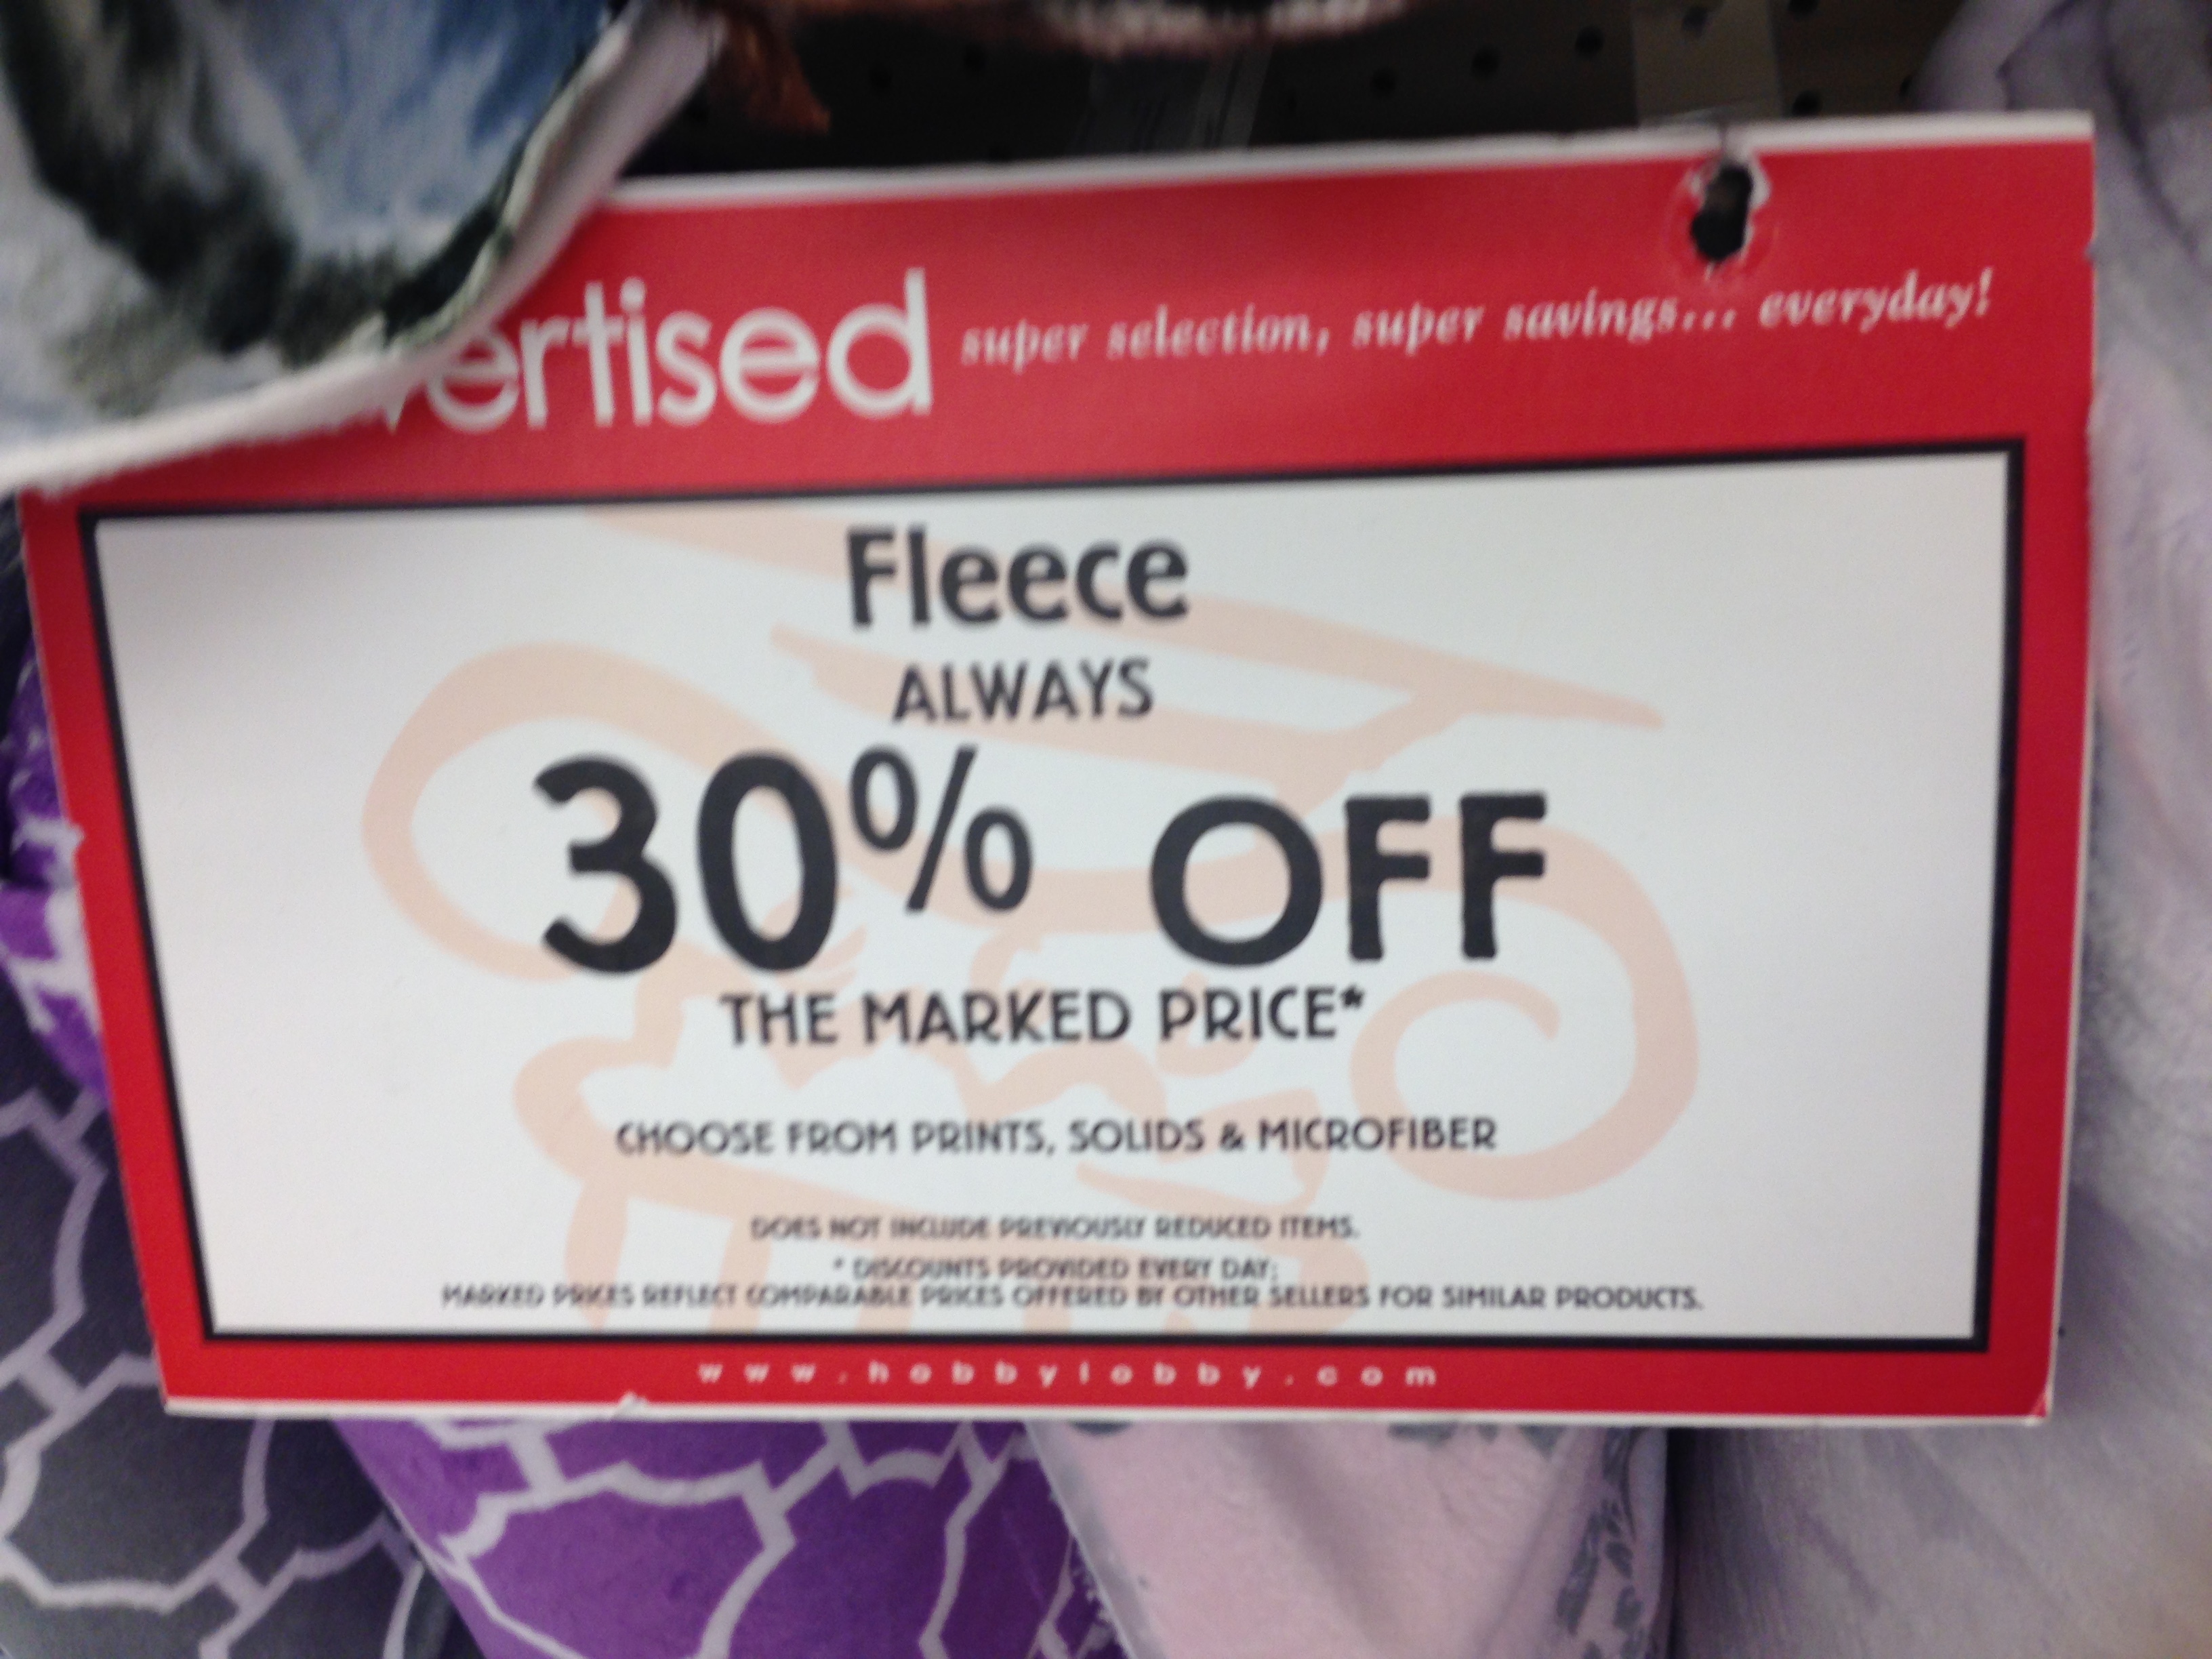 ertised super selection, super savings... everyday!
Fleece
ALWAYS
30% OFF
THE MARKED PRICE*
CHOOSE FROM PRINTS, SOLIDS & MICROFIBER
DOES NOT INCLUDE PREVIOUSLY REDUCED ITEMS.
* DISCOUNTS PROVIDED EVERY DAY;
MARKED PRICES REFLECT COMPARABLE PRICES OFFERED BY OTHER SELLERS FOR SIMILAR PRODUCTS.
www.hobbylobby.com